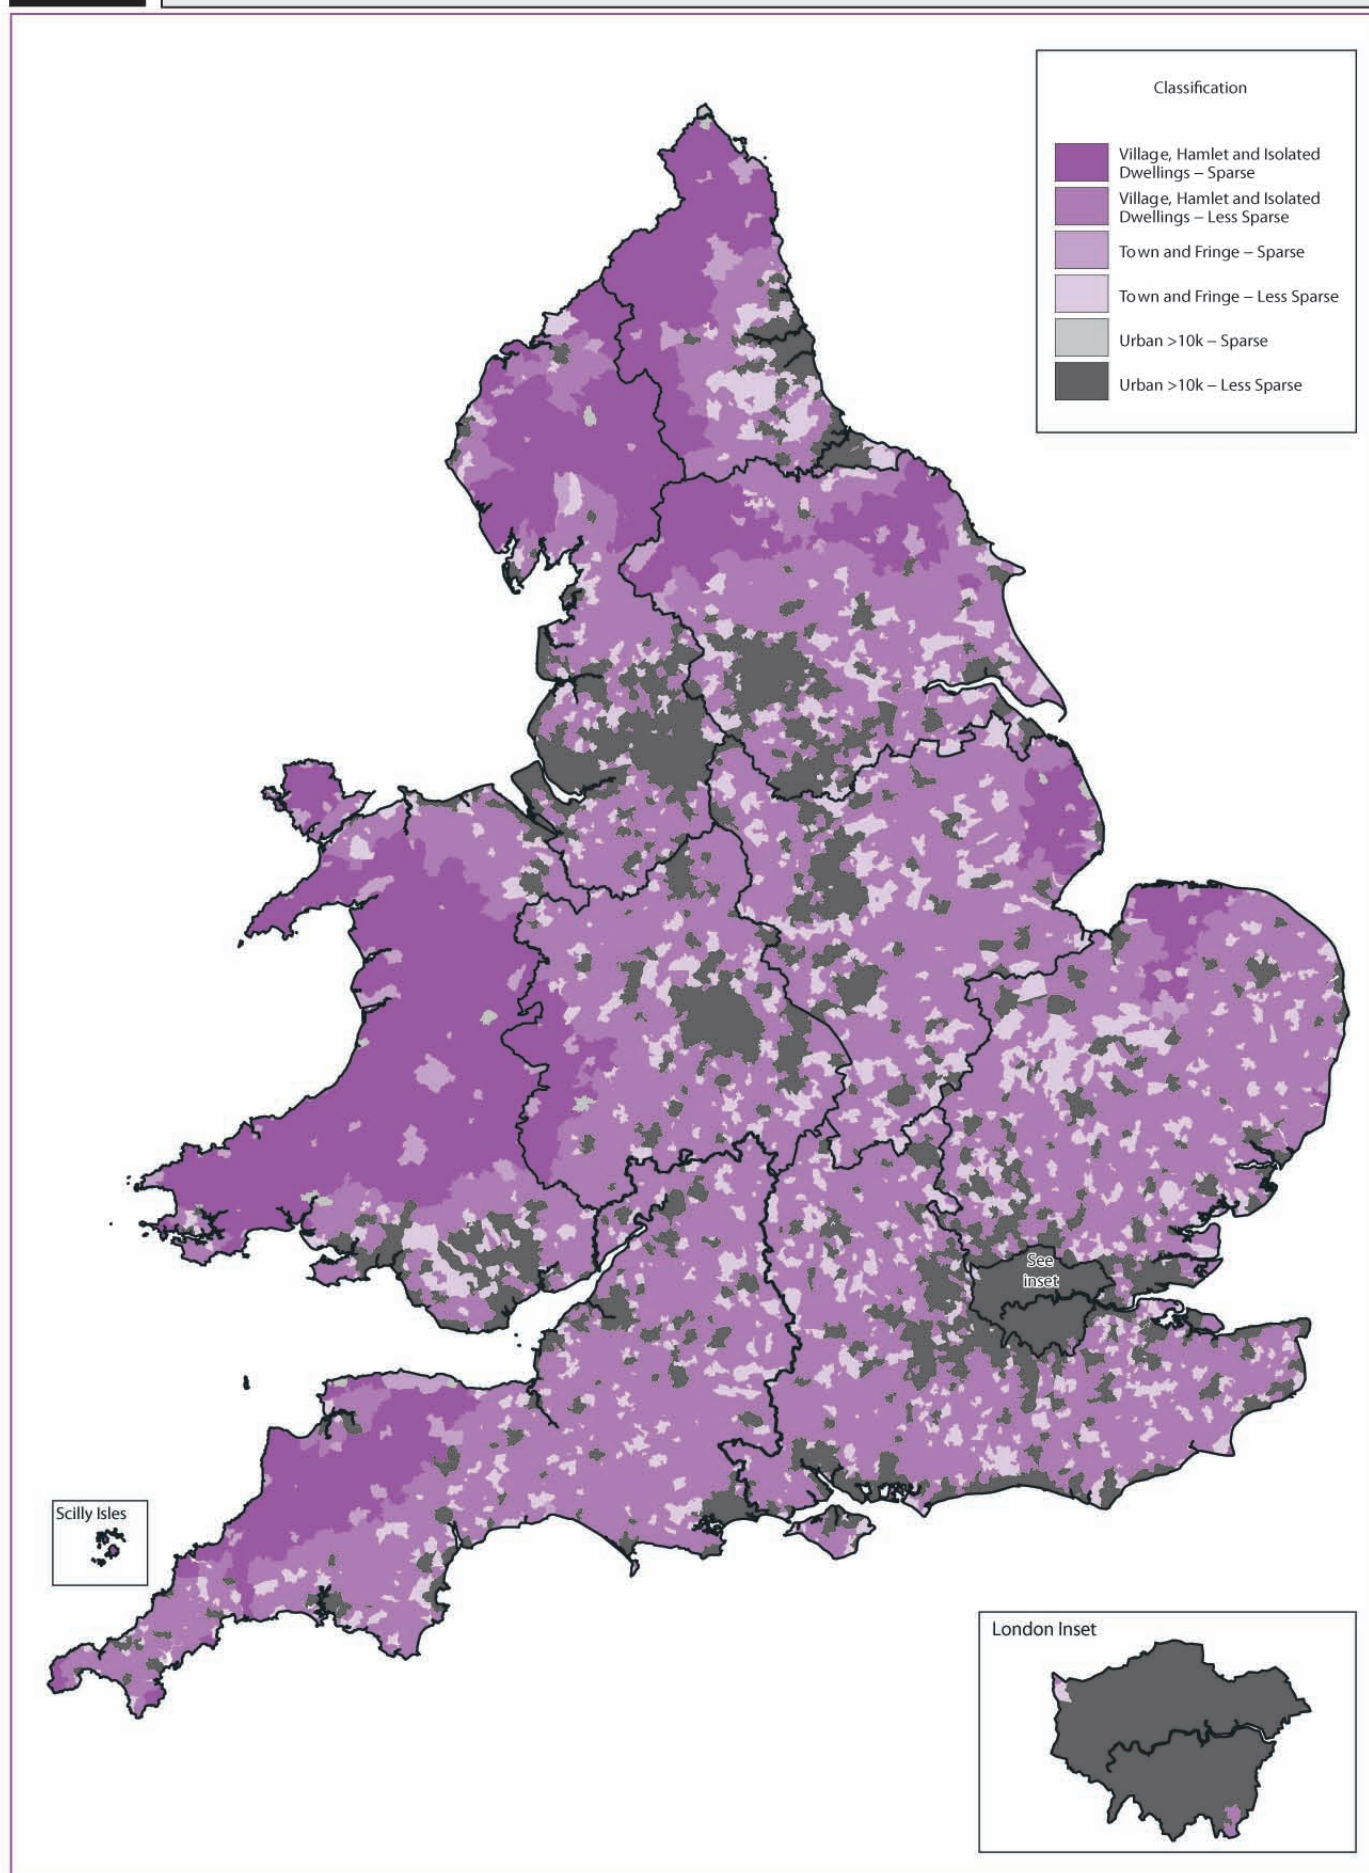 Classification
Village, Hamlet and Isolated
Dwellings – Sparse
Village, Hamlet and Isolated
Dwellings – Less Sparse
Town and Fringe – Sparse
Town and Fringe – Less Sparse
Urban >10k – Sparse
Urban >10k – Less Sparse
See
inset
Scilly Isles
London Inset